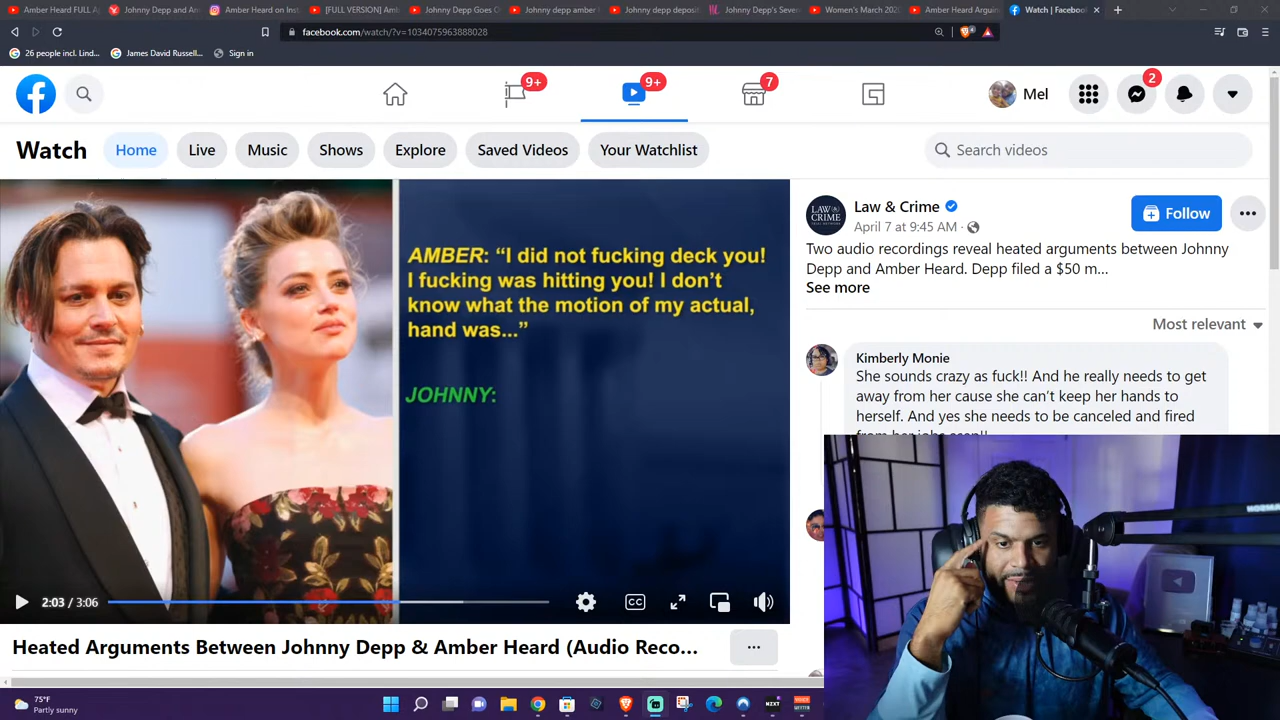 Amber Heard FULL A
Johnny Depp and Am
Amber Heard on Inst
[FULL VERSION] Amb
Johnny Depp Goes O
Johnny depp amber
Johnny depp deposit
Johnny Depp's Seve
Women's March 202
Amber Heard Arguin
Watch | Facebook
facebook.com/watch/?v=1034075963888028
26 people incl. Lind...
James David Russell...
Sign in
9+
9+
7
Mel
2
Watch
Home
Live
Music
Shows
Explore
Saved Videos
Your Watchlist
Search videos
AMBER: “I did not fucking deck you!
I fucking was hitting you! I don’t
know what the motion of my actual,
hand was...”
JOHNNY:
2:03 / 3:06
CC
Heated Arguments Between Johnny Depp & Amber Heard (Audio Reco...
LAW &
CRIME
Law & Crime
Follow
April 7 at 9:45 AM ·
Two audio recordings reveal heated arguments between Johnny
Depp and Amber Heard. Depp filed a $50 m...
See more
Most relevant
Kimberly Monie
She sounds crazy as fuck!! And he really needs to get
away from her cause she can’t keep her hands to
herself. And yes she needs to be canceled and fired
75°F
Partly sunny
NZXT